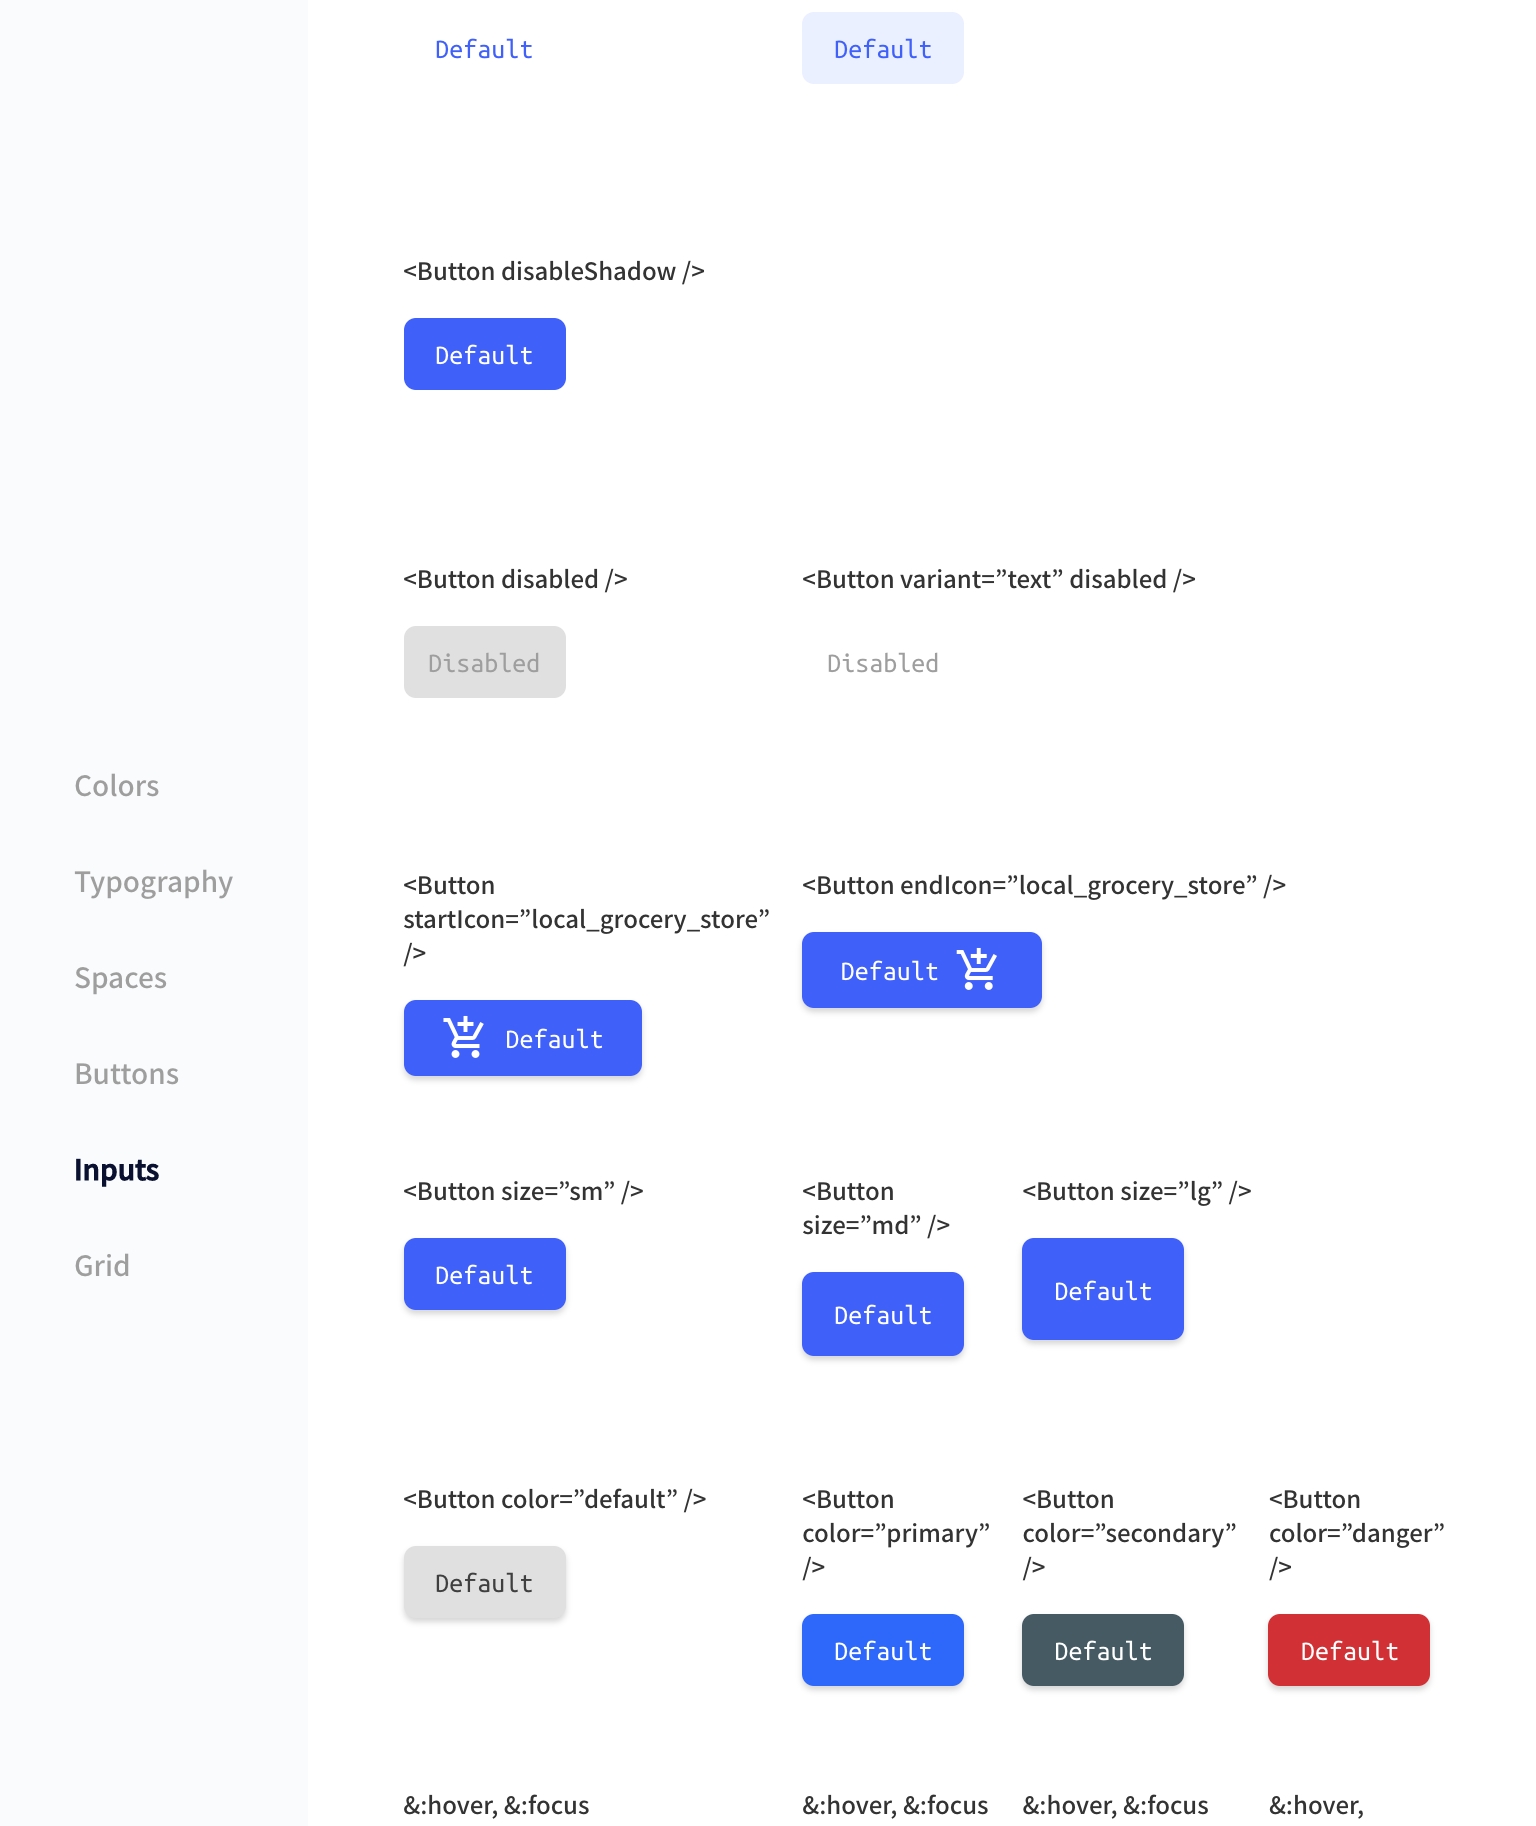 Default
Default
<Button disableShadow />
Default
<Button disabled />
<Button variant=”text” disabled />
Disabled
Disabled
Colors
Typography
Spaces
Buttons
Inputs
Grid
<Button
startIcon=”local_grocery_store”
/>
Default
<Button endIcon=”local_grocery_store” />
Default
<Button size=”sm” />
Default
<Button
size=”md” />
Default
<Button size=”lg” />
Default
<Button color=”default” />
Default
<Button
color=”primary”
/>
Default
<Button
color=”secondary”
/>
Default
<Button
color=”danger”
/>
Default
&:hover, &:focus
&:hover, &:focus
&:hover, &:focus
&:hover,